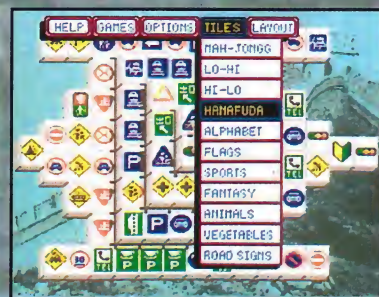 HELP GAMES OPTIONS TILES LAYOUT
MAH-JONGG
LO-HI
HI-LO
HANAFUDA
ALPHABET
FLAGS
SPORTS
FANTASY
ANIMALS
VEGETABLES
ROAD SIGNS
TEL
TEL
TEL
P
P
P
P
P
P